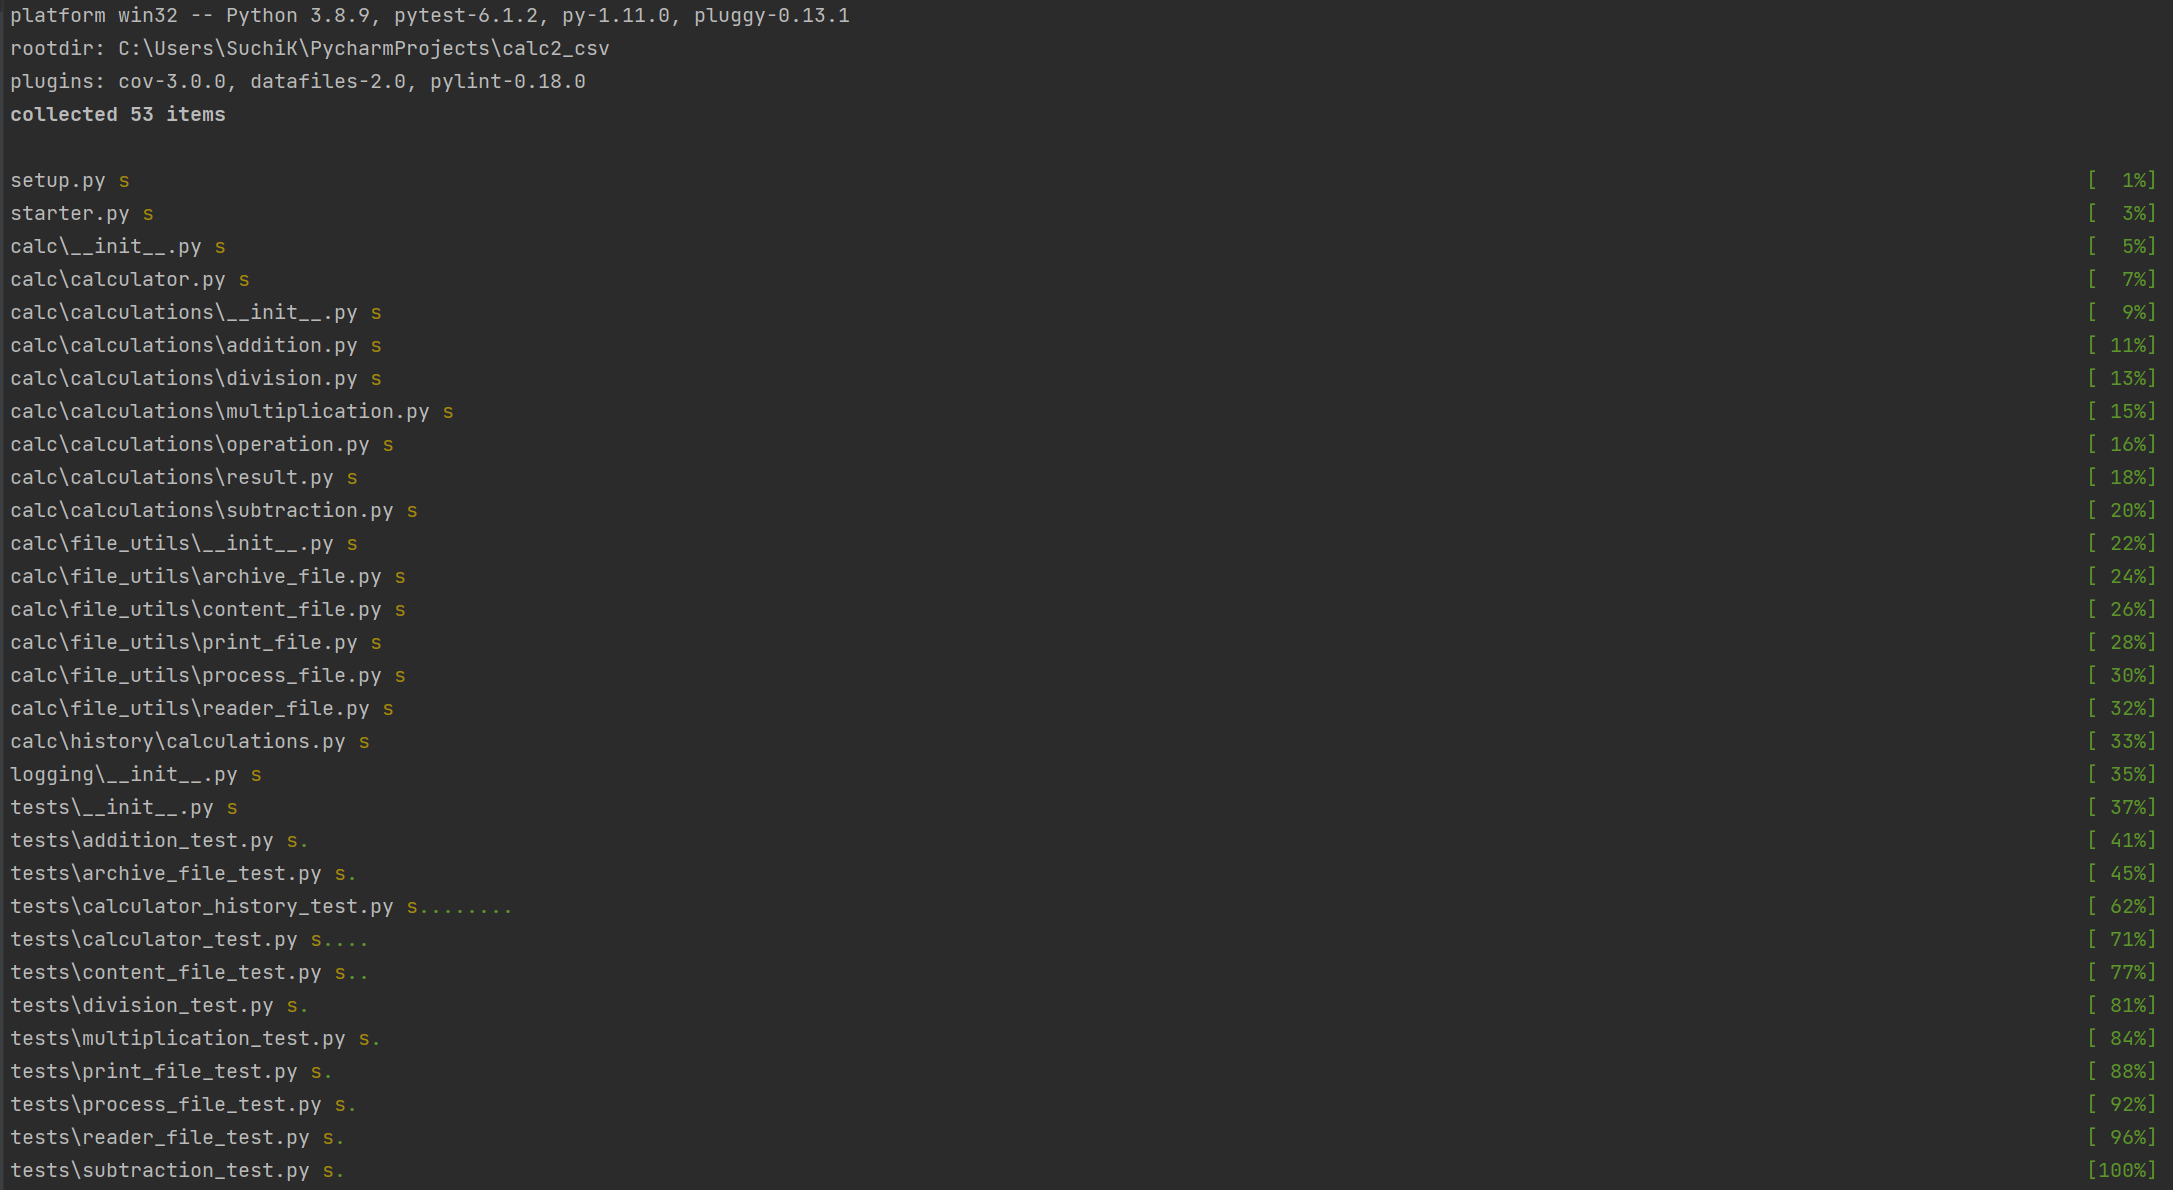 platform win32 -- Python 3.8.9, pytest-6.1.2, py-1.11.0, pluggy-0.13.1
rootdir: C:\Users\SuchiK\PycharmProjects\calc2_csv
plugins: cov-3.0.0, datafiles-2.0, pylint-0.18.0
collected 53 items
setup.py s [  1%]
starter.py s [  3%]
calc\__init__.py s [  5%]
calc\calculator.py s [  7%]
calc\calculations\__init__.py s [  9%]
calc\calculations\addition.py s [ 11%]
calc\calculations\division.py s [ 13%]
calc\calculations\multiplication.py s [ 15%]
calc\calculations\operation.py s [ 16%]
calc\calculations\result.py s [ 18%]
calc\calculations\subtraction.py s [ 20%]
calc\file_utils\__init__.py s [ 22%]
calc\file_utils\archive_file.py s [ 24%]
calc\file_utils\content_file.py s [ 26%]
calc\file_utils\print_file.py s [ 28%]
calc\file_utils\process_file.py s [ 30%]
calc\file_utils\reader_file.py s [ 32%]
calc\history\calculations.py s [ 33%]
logging\__init__.py s [ 35%]
tests\__init__.py s [ 37%]
tests\addition_test.py s. [ 41%]
tests\archive_file_test.py s. [ 45%]
tests\calculator_history_test.py s........ [ 62%]
tests\calculator_test.py s.... [ 71%]
tests\content_file_test.py s.. [ 77%]
tests\division_test.py s. [ 81%]
tests\multiplication_test.py s. [ 84%]
tests\print_file_test.py s. [ 88%]
tests\process_file_test.py s. [ 92%]
tests\reader_file_test.py s. [ 96%]
tests\subtraction_test.py s. [100%]